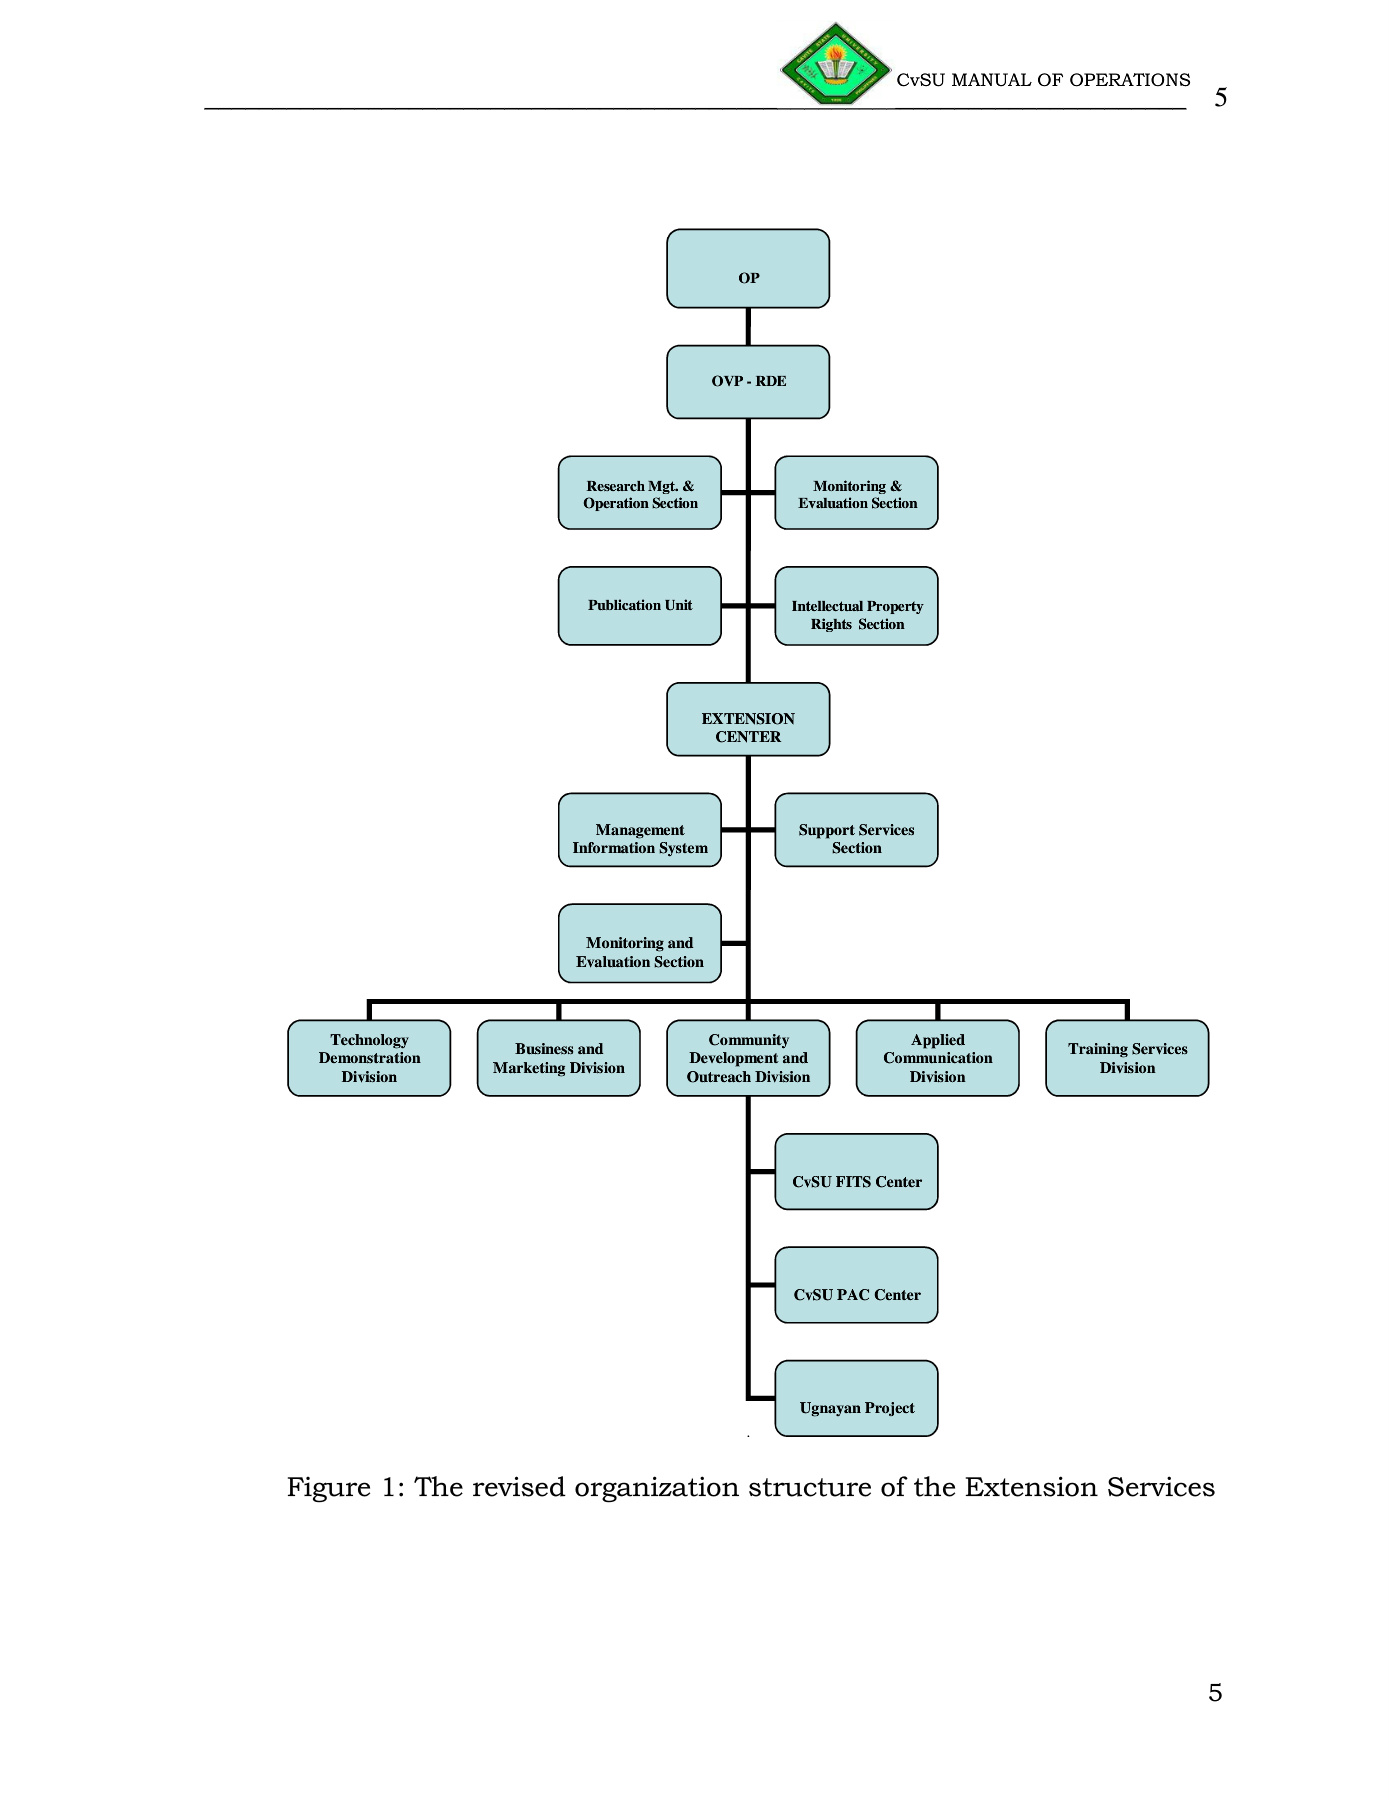 CvSU MANUAL OF OPERATIONS
5
OP
OVP - RDE
Research Mgt. &
Operation Section
Monitoring &
Evaluation Section
Publication Unit
Intellectual Property
Rights Section
EXTENSION
CENTER
Management
Information System
Support Services
Section
Monitoring and
Evaluation Section
Technology
Demonstration
Division
Business and
Marketing Division
Community
Development and
Outreach Division
Applied
Communication
Division
Training Services
Division
CvSU FITS Center
CvSU PAC Center
Ugnayan Project
Figure 1: The revised organization structure of the Extension Services
5